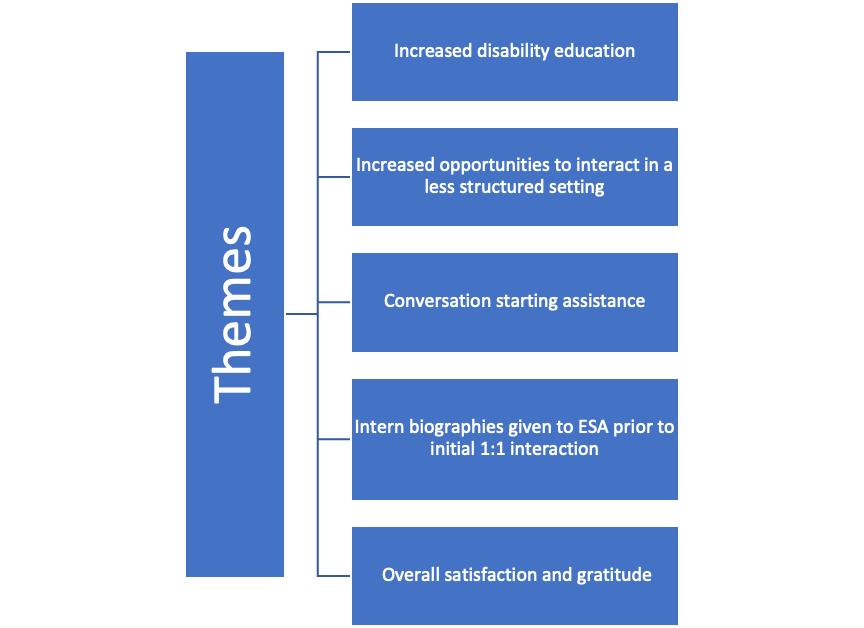 Themes
Increased disability education
Increased opportunities to interact in a
less structured setting
Conversation starting assistance
Intern biographies given to ESA prior to
initial 1:1 interaction
Overall satisfaction and gratitude